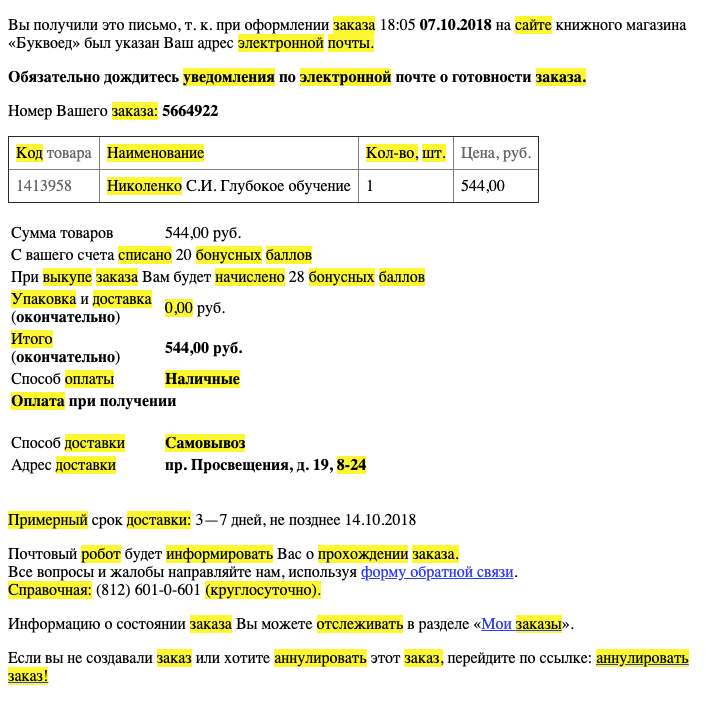 Вы получили это письмо, т. к. при оформлении заказа 18:05 07.10.2018 на сайте книжного магазина
«Буквоед» был указан Ваш адрес электронной почты.
Обязательно дождитесь уведомления по электронной почте о готовности заказа.
Номер Вашего заказа: 5664922
Код товара Наименование Кол-во, шт. Цена, руб.
1413958 Николенко С.И. Глубокое обучение 1 544,00
Сумма товаров 544,00 руб.
С вашего счета списано 20 бонусных баллов
При выкупе заказа Вам будет начислено 28 бонусных баллов
Упаковка и доставка
(окончательно) 0,00 руб.
Итого
(окончательно) 544,00 руб.
Способ оплаты Наличные
Оплата при получении
Способ доставки Самовывоз
Адрес доставки пр. Просвещения, д. 19, 8-24
Примерный срок доставки: 3—7 дней, не позднее 14.10.2018
Почтовый робот будет информировать Вас о прохождении заказа.
Все вопросы и жалобы направляйте нам, используя форму обратной связи.
Справочная: (812) 601-0-601 (круглосуточно).
Информацию о состоянии заказа Вы можете отслеживать в разделе «Мои заказы».
Если вы не создавали заказ или хотите аннулировать этот заказ, перейдите по ссылке: аннулировать
заказ!